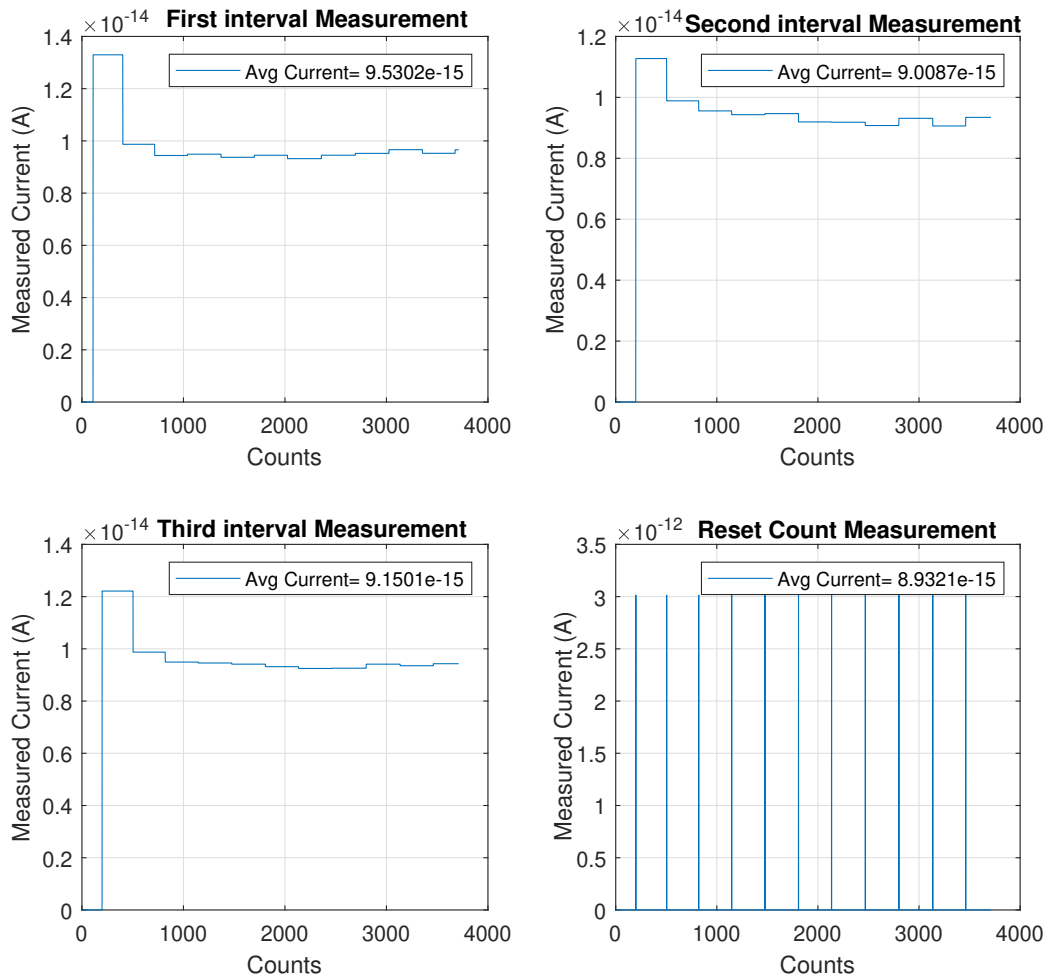 ×10-14 First interval Measurement
Avg Current= 9.5302e-15
Measured Current (A)
1.4
1.2
1
0.8
0.6
0.4
0.2
0
0 1000 2000 3000 4000
Counts
×10-14 Second interval Measurement
Avg Current= 9.0087e-15
Measured Current (A)
1.2
1
0.8
0.6
0.4
0.2
0
0 1000 2000 3000 4000
Counts
×10-14 Third interval Measurement
Avg Current= 9.1501e-15
Measured Current (A)
1.4
1.2
1
0.8
0.6
0.4
0.2
0
0 1000 2000 3000 4000
Counts
×10-12 Reset Count Measurement
Avg Current= 8.9321e-15
Measured Current (A)
3.5
3
2.5
2
1.5
1
0.5
0
0 1000 2000 3000 4000
Counts